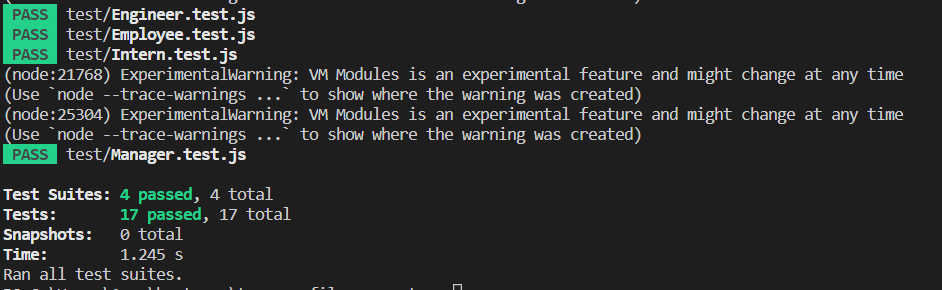 PASS test/Engineer.test.js
PASS test/Employee.test.js
PASS test/Intern.test.js
(node:21768) ExperimentalWarning: VM Modules is an experimental feature and might change at any time
(Use `node --trace-warnings ...` to show where the warning was created)
(node:25304) ExperimentalWarning: VM Modules is an experimental feature and might change at any time
(Use `node --trace-warnings ...` to show where the warning was created)
PASS test/Manager.test.js
Test Suites: 4 passed, 4 total
Tests: 17 passed, 17 total
Snapshots: 0 total
Time: 1.245 s
Ran all test suites.